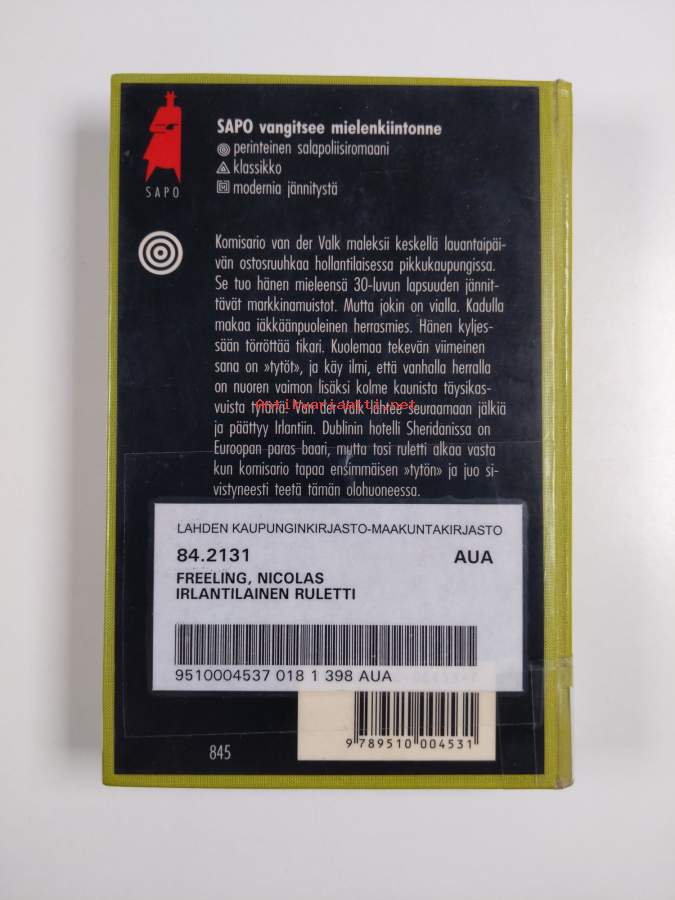 SAPO
SAPO vangitsee mielenkiintonne
perinteinen salapoliisiromaani
klassikko
M modernia jännitystä
Komisario van der Valk maleksii keskellä lauantaipäi-
vän ostosruuhkaa hollantilaisessa pikkukaupungissa.
Se tuo hänen mieleensä 30-luvun lapsuuden jännit-
tävät markkinamuistot. Mutta jokin on vialla. Kadulla
makaa iäkkäänpuoleinen herrasmies. Hänen kyljes-
sään törröttää tikari. Kuolemaa tekevän viimeinen
sana on »tytöt», ja käy ilmi, että vanhalla herralla
on nuoren vaimon lisäksi kolme kaunista täysikas-
vuista tytärtä. Van der Valk lähtee seuraamaan jälkiä
Antikvariaatti.net
ja päättyy Irlantiin. Dublinin hotelli Sheridanissa on
Euroopan paras baari, mutta tosi ruletti alkaa vasta
kun komisario tapaa ensimmäisen »tytön» ja juo si-
vistyneesti teetä tämän olohuoneessa.
LAHDEN KAUPUNGINKIRJASTO-MAAKUNTAKIRJASTO
84.2131 AUA
FREELING, NICOLAS
IRLANTILAINEN RULETTI
9510004537 018 1 398 AUA
9 789510 004531
845